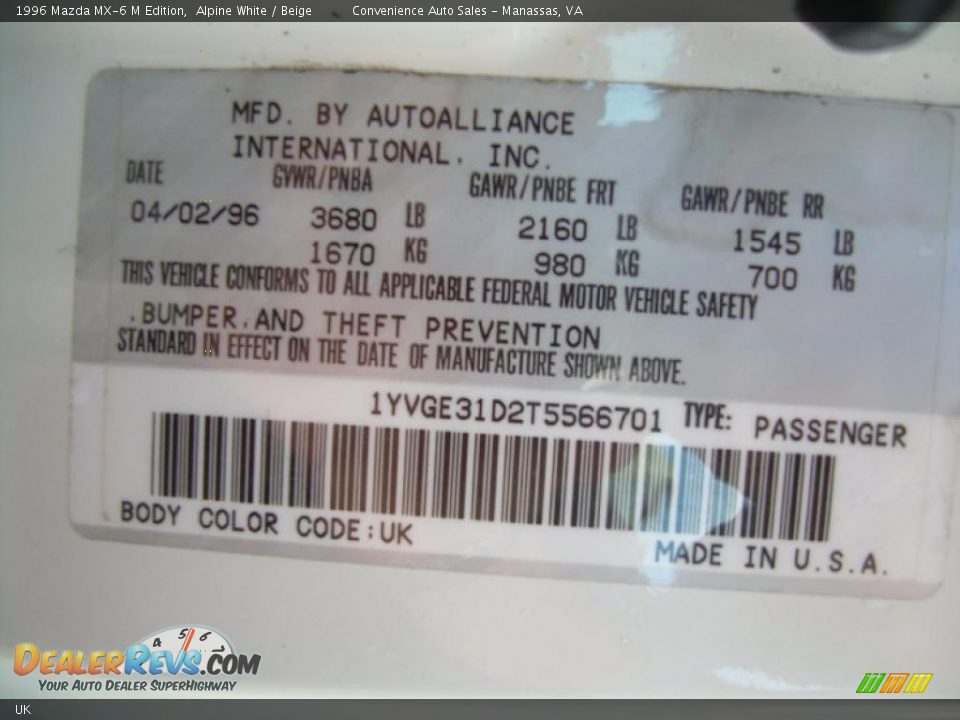 1996 Mazda MX-6 M Edition, Alpine White / Beige Convenience Auto Sales - Manassas, VA
MFD. BY AUTOALLIANCE
INTERNATIONAL, INC.
DATE GVWR/PNBA GAWR/PNBE FRT GAWR/PNBE RR
04/02/96 3680 LB 2160 LB 1545 LB
1670 KG 980 KG 700 KG
THIS VEHICLE CONFORMS TO ALL APPLICABLE FEDERAL MOTOR VEHICLE SAFETY
.BUMPER.AND THEFT PREVENTION
STANDARD IN EFFECT ON THE DATE OF MANUFACTURE SHOWN ABOVE.
1YVGE31D2T5566701 TYPE: PASSENGER
BODY COLOR CODE:UK
MADE IN U.S.A.
4 5 6 7
DEALERREVS.COM
YOUR AUTO DEALER SUPERHIGHWAY
UK